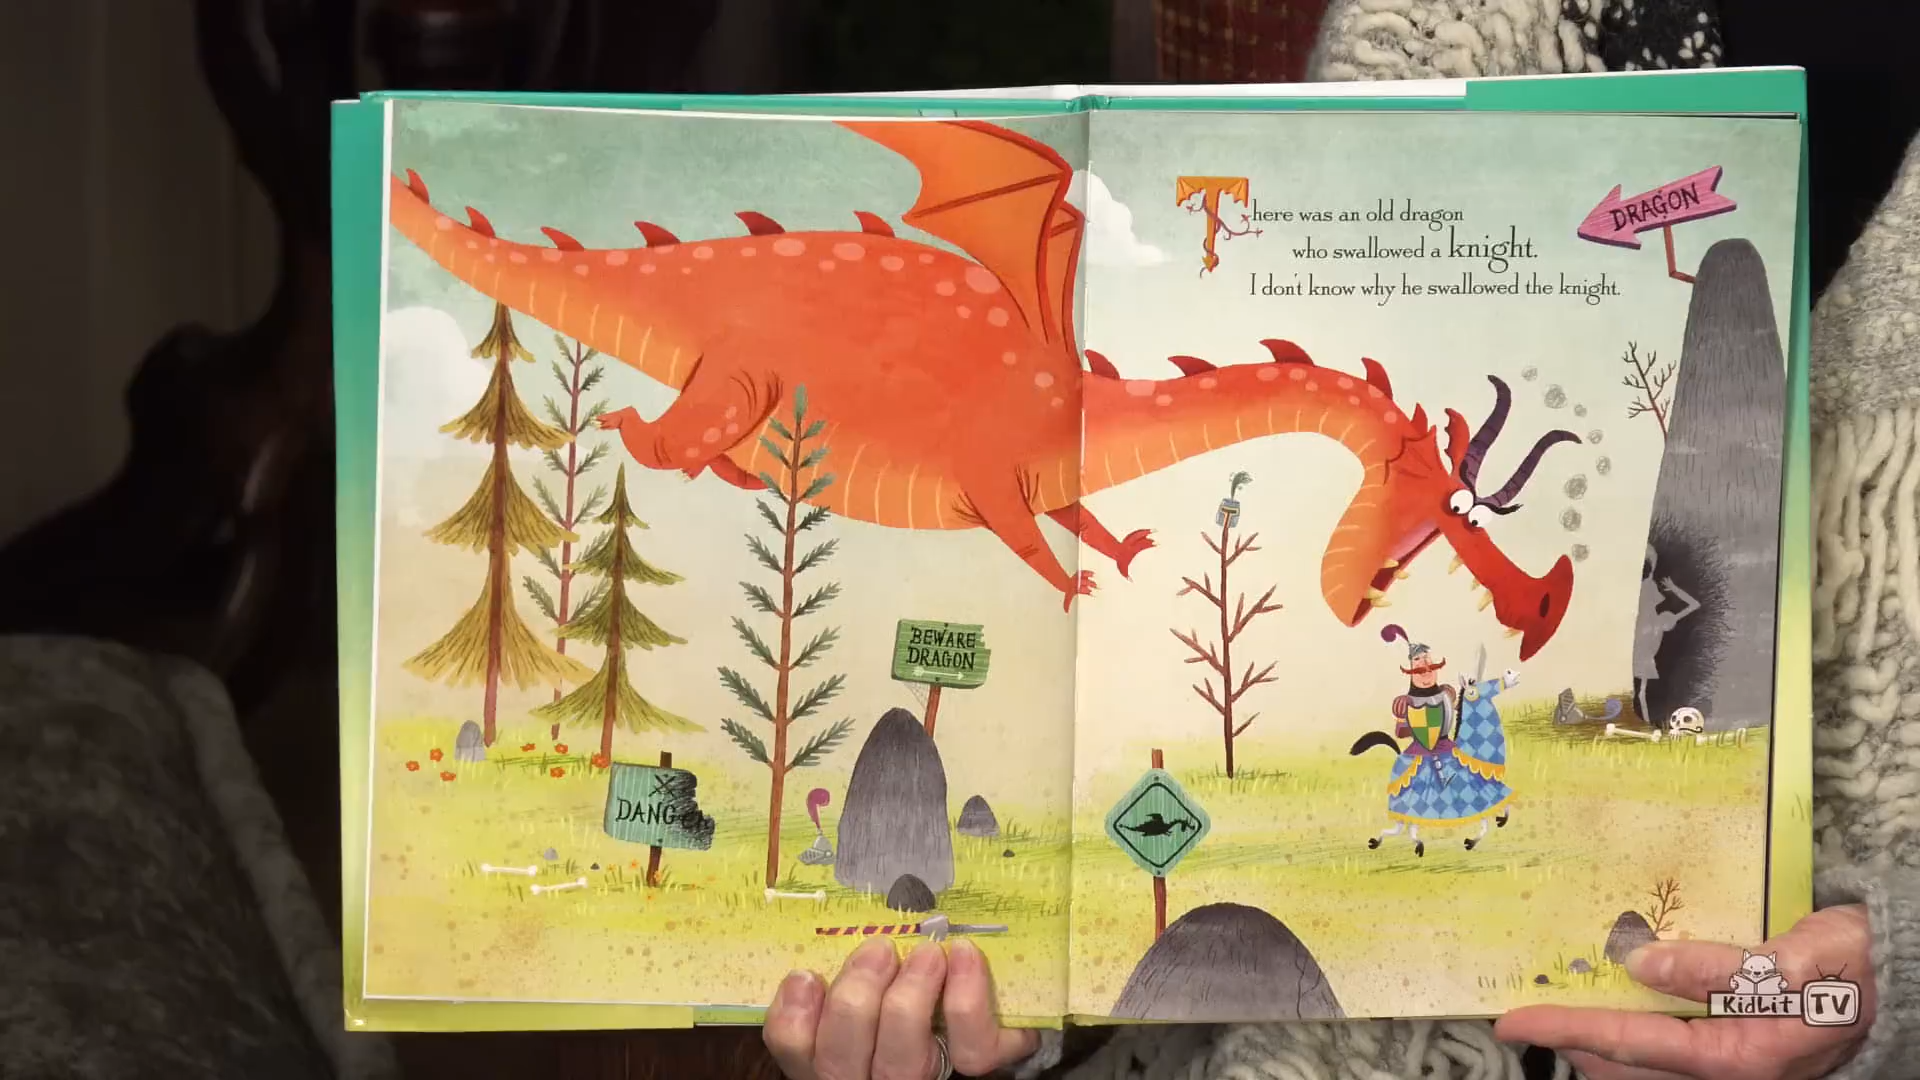 There was an old dragon
who swallowed a knight.
I don't know why he swallowed the knight.
DRAGON
BEWARE
DRAGON
DANGER
KidLit TV